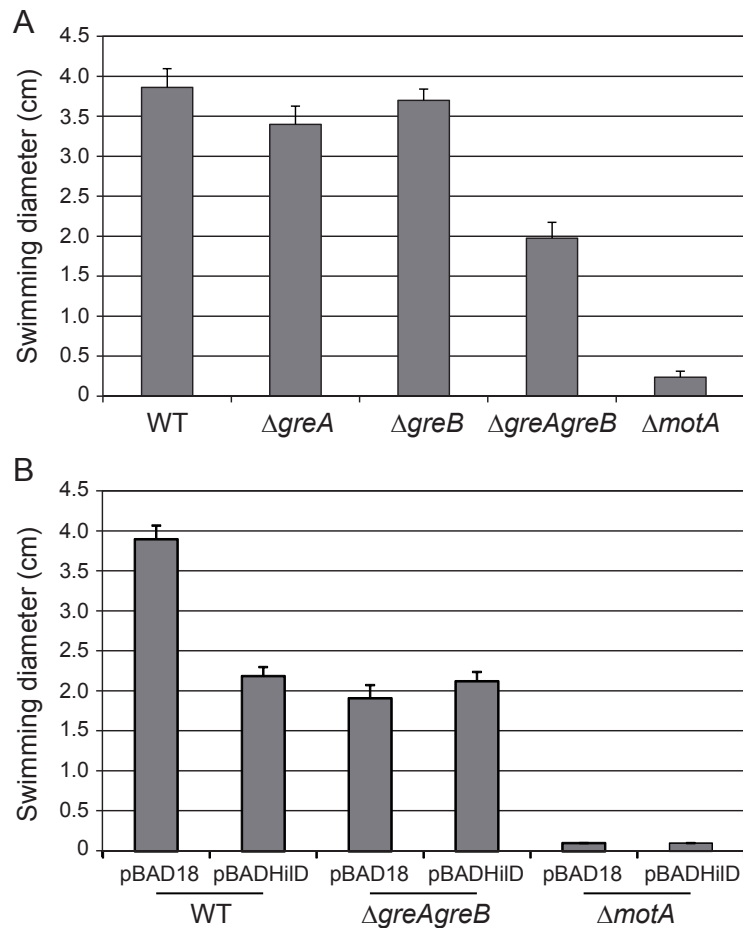 A
Swimming diameter (cm)
4.5
4.0
3.5
3.0
2.5
2.0
1.5
1.0
0.5
0
WT
ΔgreA
ΔgreB
ΔgreAgreB
ΔmotA
B
Swimming diameter (cm)
4.5
4.0
3.5
3.0
2.5
2.0
1.5
1.0
0.5
0
pBAD18
pBADHilD
pBAD18
pBADHilD
pBAD18
pBADHilD
WT
ΔgreAgreB
ΔmotA